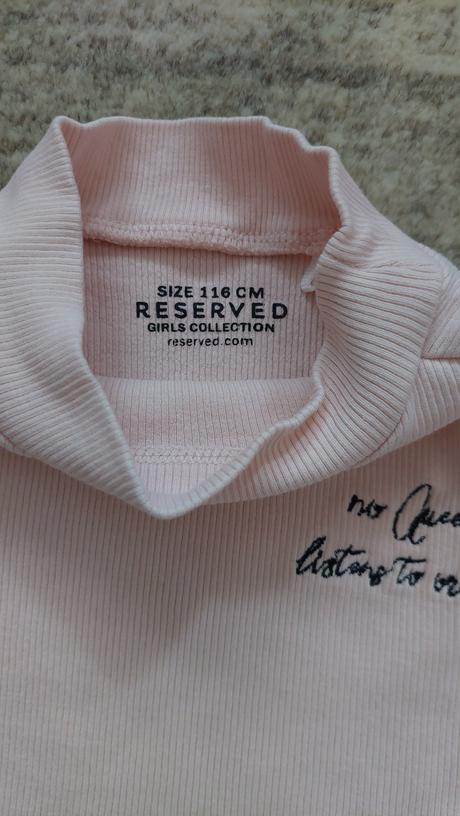 SIZE 116 CM
RESERVED
GIRLS COLLECTION
reserved.com
no
listens to